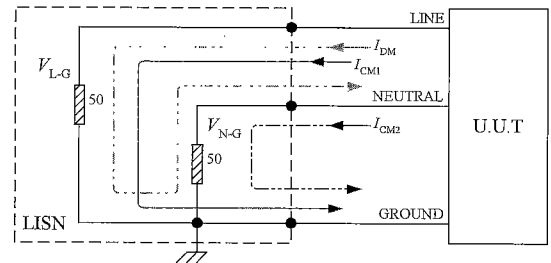 LINE
I_DM
V_L-G
I_CM1
50
NEUTRAL
V_N-G
I_CM2
U.U.T
50
GROUND
LISN